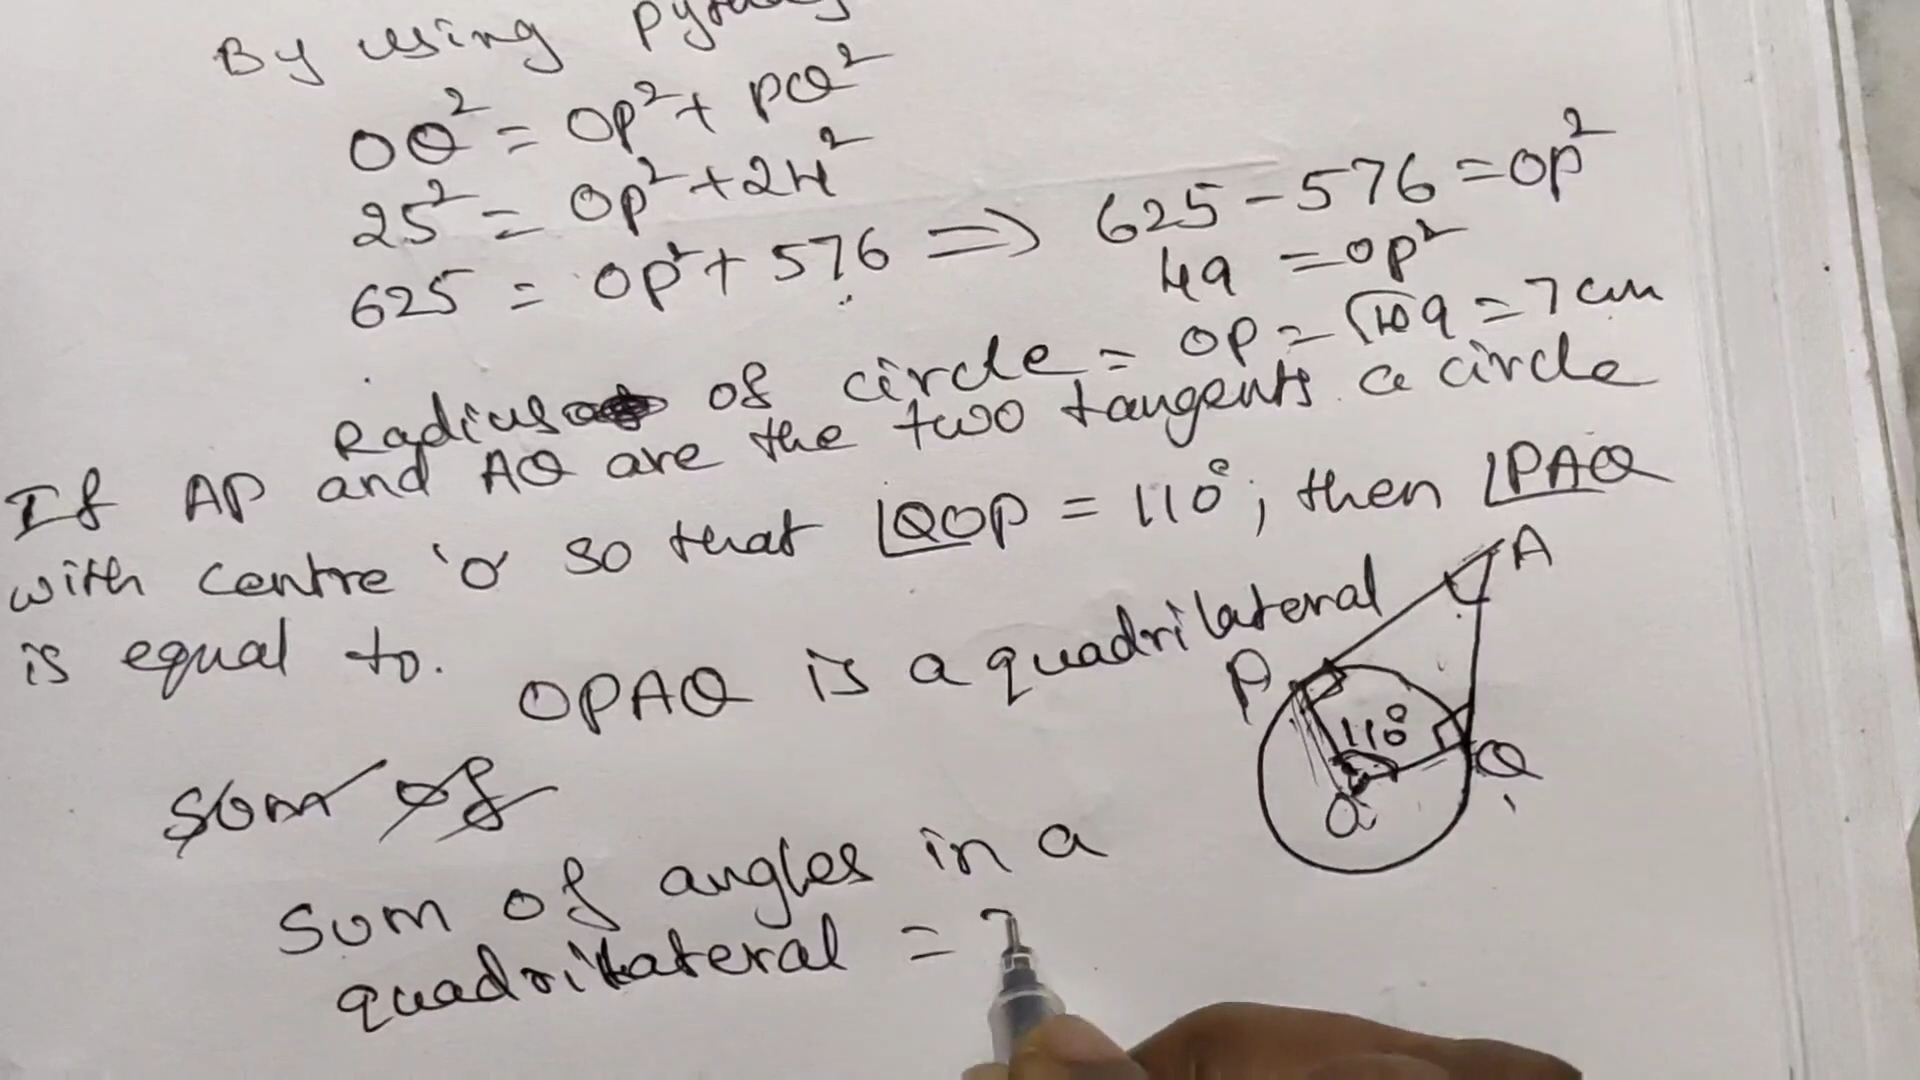 By using
OQ² = OP² + PQ²
25² = OP² + 24²
625 = OP² + 576 => 625 - 576 = OP²
49 = OP²
Radius of circle = OP = √49 = 7 cm
If AP and AQ are the two tangents a circle
with centre 'O' so that ∠QOP = 110°, then ∠PAQ
is equal to.
OPAQ is a quadrilateral
A
P
110°
Q
O
Sum of
Sum of angles in a
quadrilateral =